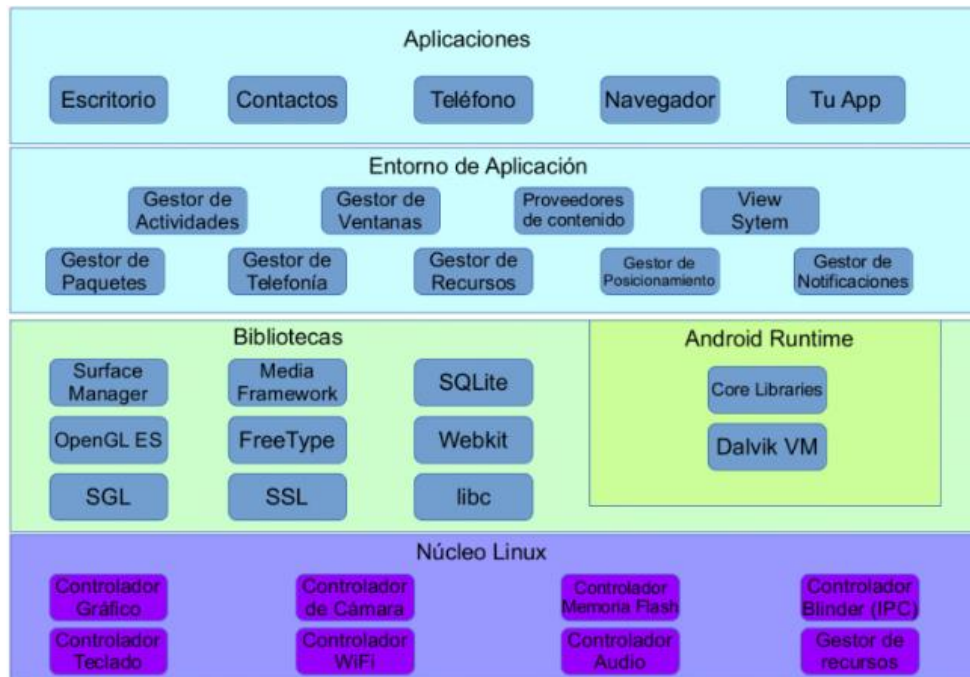 Aplicaciones
Escritorio
Contactos
Teléfono
Navegador
Tu App
Entorno de Aplicación
Gestor de
Actividades
Gestor de
Ventanas
Proveedores
de contenido
View
Sytem
Gestor de
Paquetes
Gestor de
Telefonía
Gestor de
Recursos
Gestor de
Posicionamiento
Gestor de
Notificaciones
Bibliotecas
Surface
Manager
Media
Framework
SQLite
OpenGL ES
FreeType
Webkit
SGL
SSL
libc
Android Runtime
Core Libraries
Dalvik VM
Núcleo Linux
Controlador
Gráfico
Controlador
de Cámara
Controlador
Memoria Flash
Controlador
Blinder (IPC)
Controlador
Teclado
Controlador
WiFi
Controlador
Audio
Gestor de
recursos